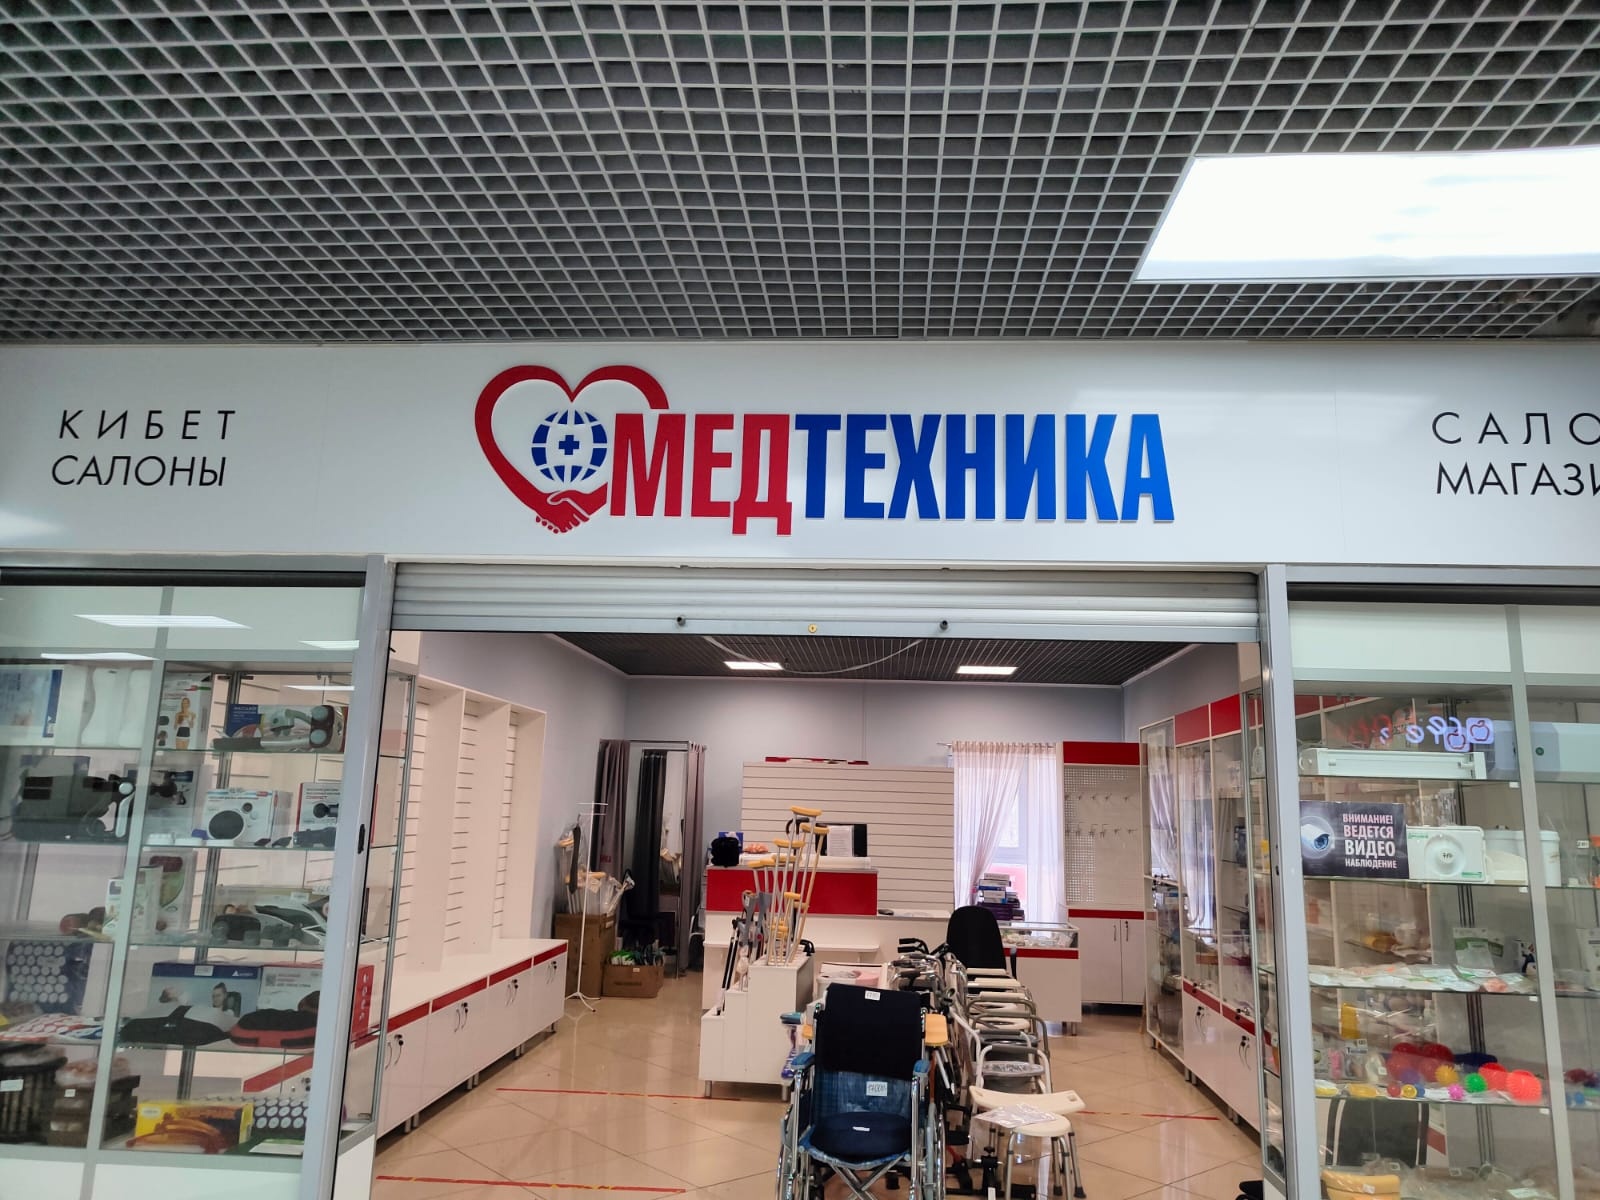 КИБЕТ
САЛОНЫ
МЕДТЕХНИКА
САЛО
МАГАЗИ
ВНИМАНИЕ!
ВЕДЕТСЯ
ВИДЕО
НАБЛЮДЕНИЕ